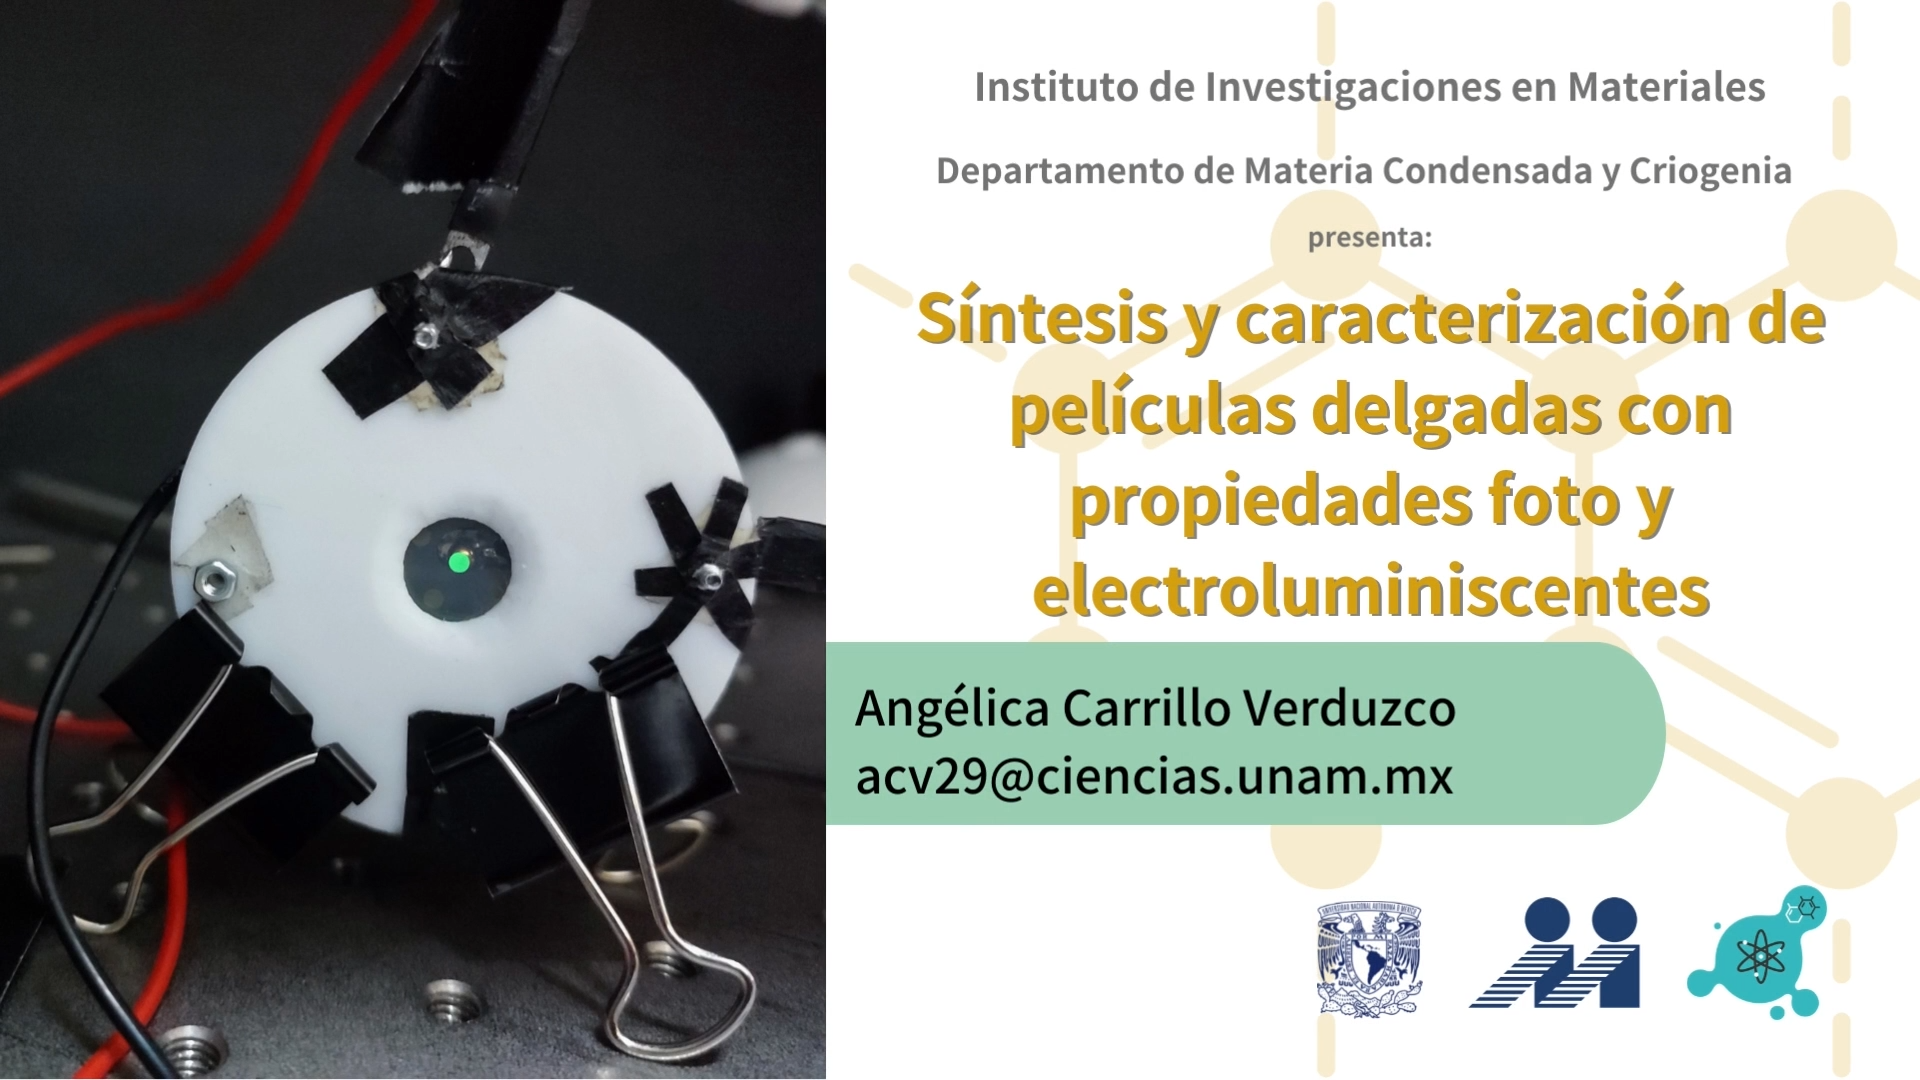 Instituto de Investigaciones en Materiales
Departamento de Materia Condensada y Criogenia
presenta:
Síntesis y caracterización de
películas delgadas con
propiedades foto y
electroluminiscentes
Angélica Carrillo Verduzco
acv29@ciencias.unam.mx